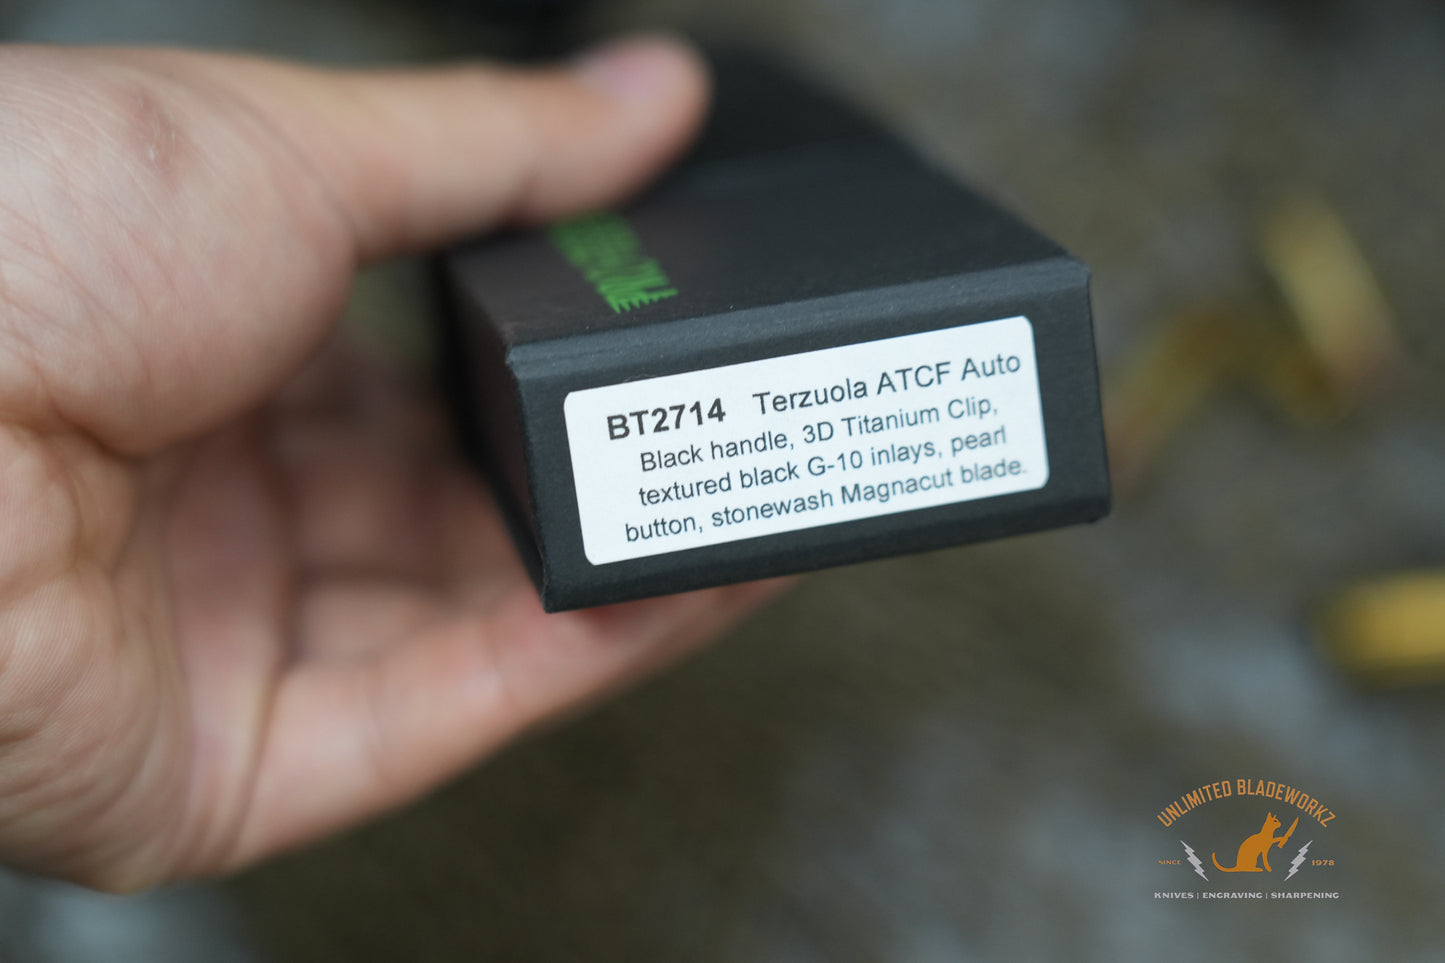 BT2714 Terzuola ATCF Auto
Black handle, 3D Titanium Clip,
textured black G-10 inlays, pearl
button, stonewash Magnacut blade.
UNLIMITED BLADEWORKZ
SINCE 1978
KNIVES | ENGRAVING | SHARPENING